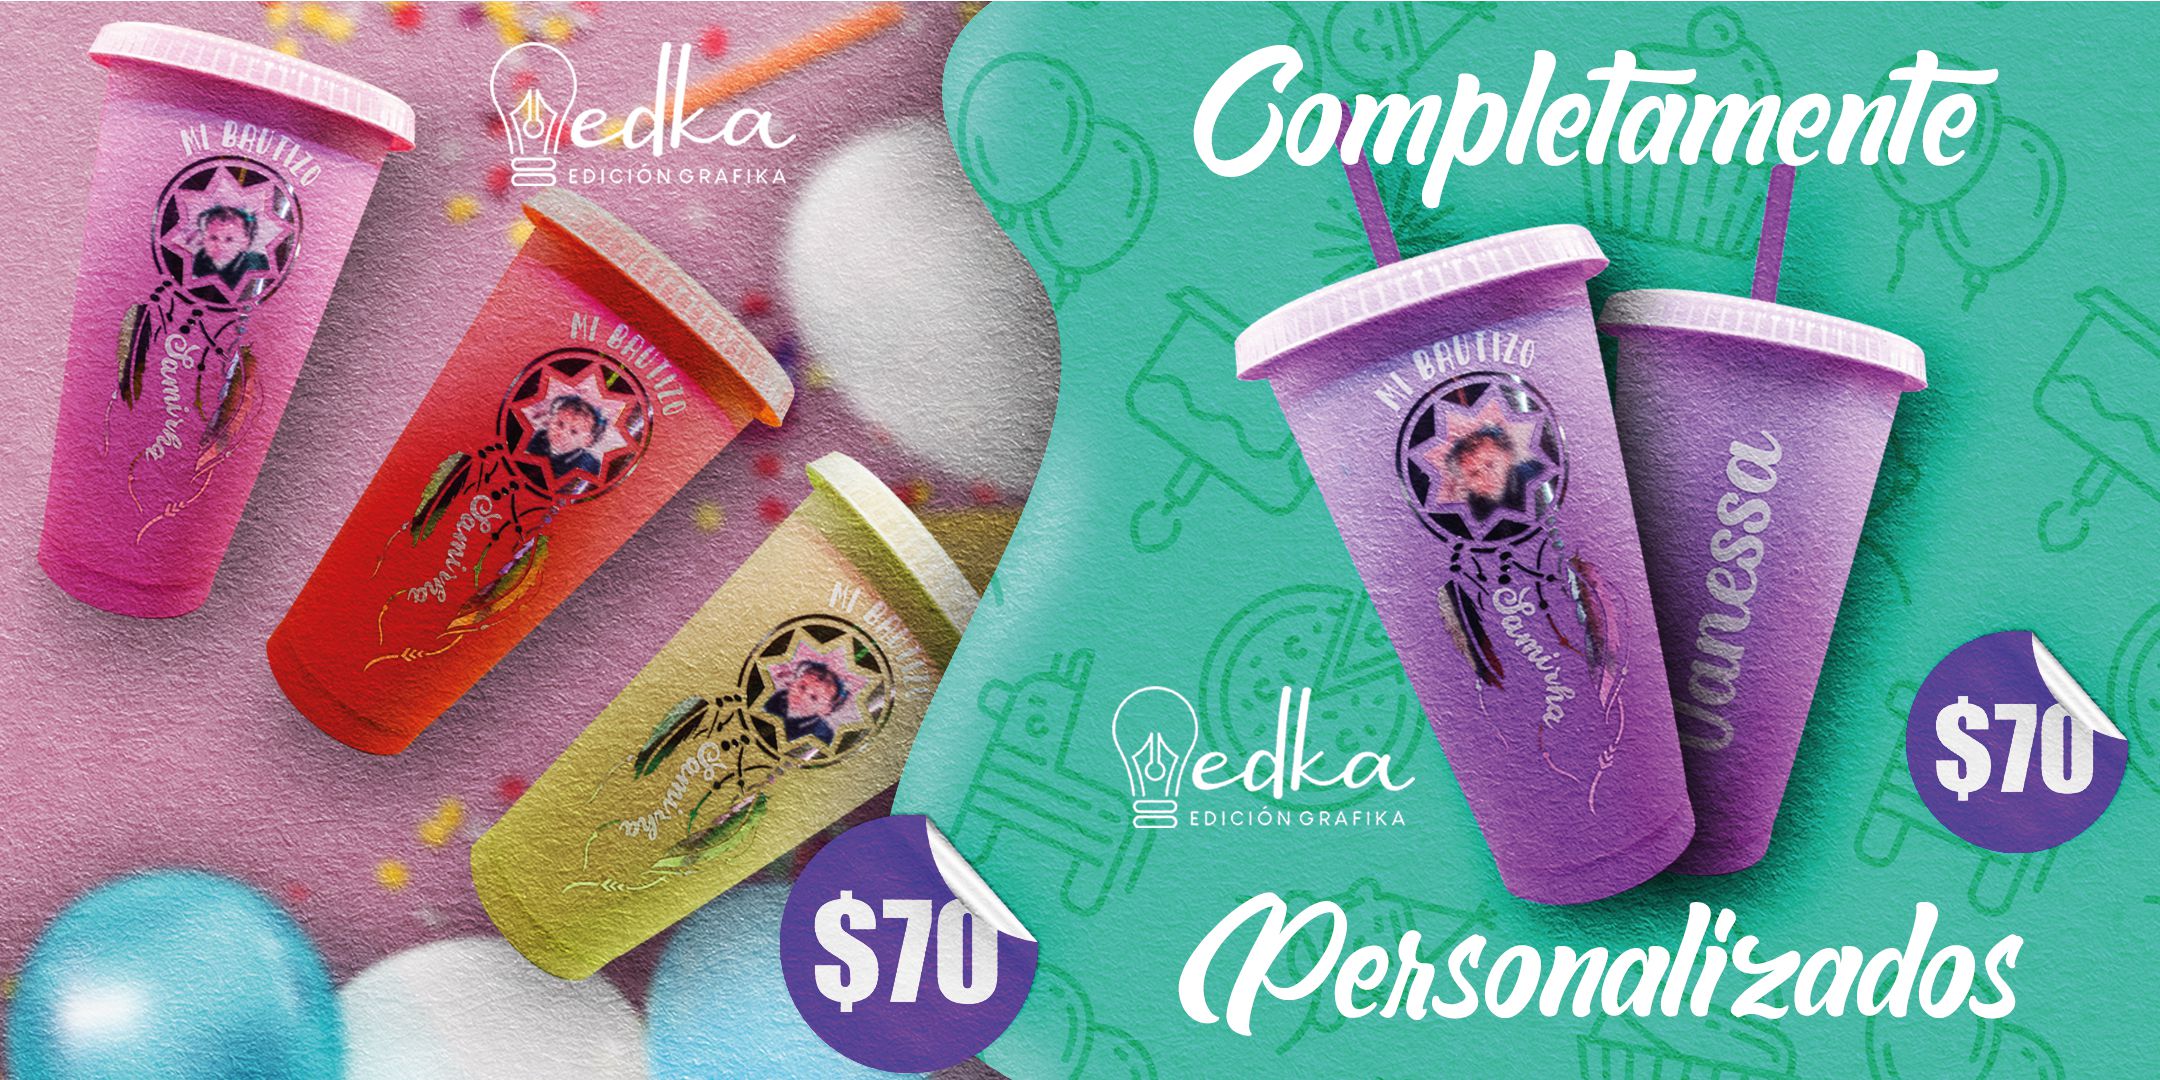 edka
EDICIÓN GRAFIKA
MI BAUTIZO
Samirha
MI BAUTIZO
Samirha
MI BAUTIZO
Samirha
$70
Completamente
MI BAUTIZO
Samirha
Vanessa
edka
EDICIÓN GRAFIKA
$70
Personalizados